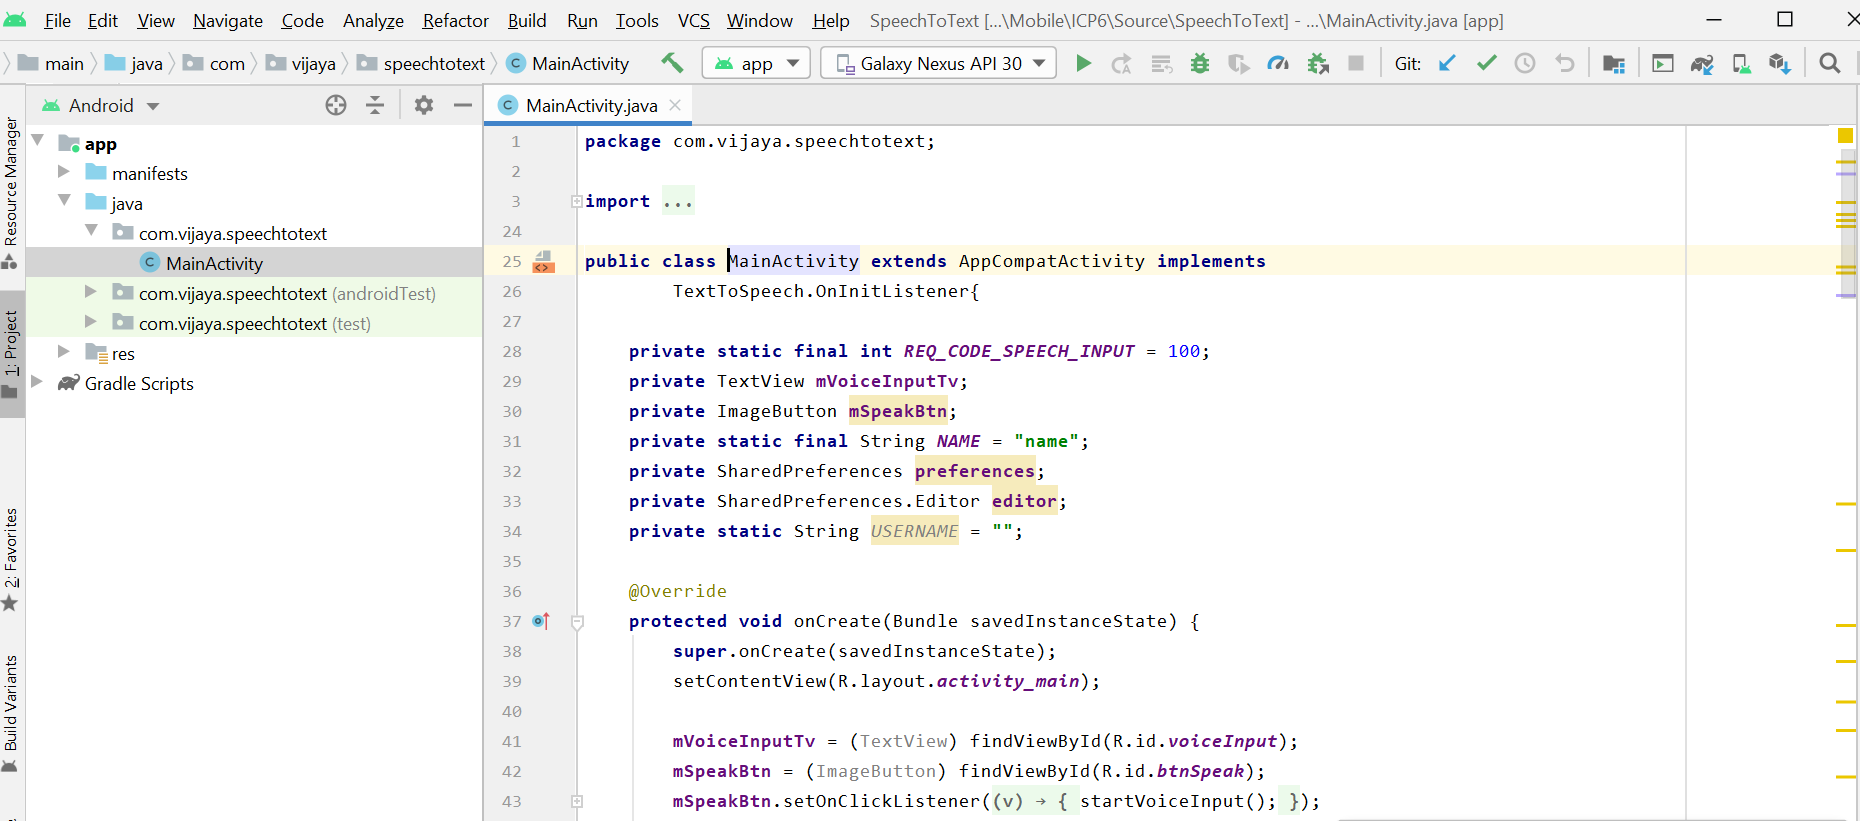 File Edit View Navigate Code Analyze Refactor Build Run Tools VCS Window Help SpeechToText [...\Mobile\ICP6\Source\SpeechToText] - ...\MainActivity.java [app]
main java com vijaya speechtotext MainActivity app Galaxy Nexus API 30 Git:
Android
MainActivity.java
1: Project
Resource Manager
2: Favorites
Build Variants
app
manifests
java
com.vijaya.speechtotext
MainActivity
com.vijaya.speechtotext (androidTest)
com.vijaya.speechtotext (test)
res
Gradle Scripts
1 package com.vijaya.speechtotext;
2
3 import ...
24
25 public class MainActivity extends AppCompatActivity implements
26 TextToSpeech.OnInitListener{
27
28 private static final int REQ_CODE_SPEECH_INPUT = 100;
29 private TextView mVoiceInputTv;
30 private ImageButton mSpeakBtn;
31 private static final String NAME = "name";
32 private SharedPreferences preferences;
33 private SharedPreferences.Editor editor;
34 private static String USERNAME = "";
35
36 @Override
37 protected void onCreate(Bundle savedInstanceState) {
38 super.onCreate(savedInstanceState);
39 setContentView(R.layout.activity_main);
40
41 mVoiceInputTv = (TextView) findViewById(R.id.voiceInput);
42 mSpeakBtn = (ImageButton) findViewById(R.id.btnSpeak);
43 mSpeakBtn.setOnClickListener((v) → { startVoiceInput(); });